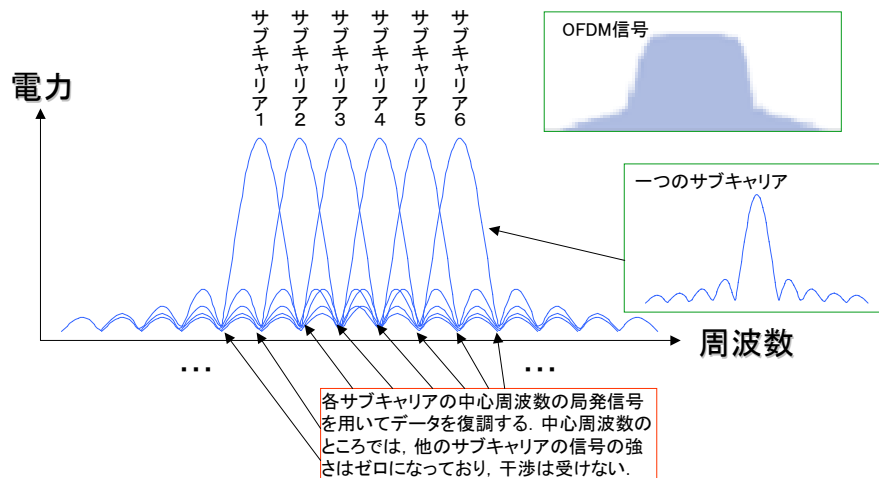 サブキャリア1
サブキャリア2
サブキャリア3
サブキャリア4
サブキャリア5
サブキャリア6
OFDM信号
電力
一つのサブキャリア
周波数
...
...
各サブキャリアの中心周波数の局発信号
を用いてデータを復調する. 中心周波数の
ところでは, 他のサブキャリアの信号の強
さはゼロになっており, 干渉は受けない.